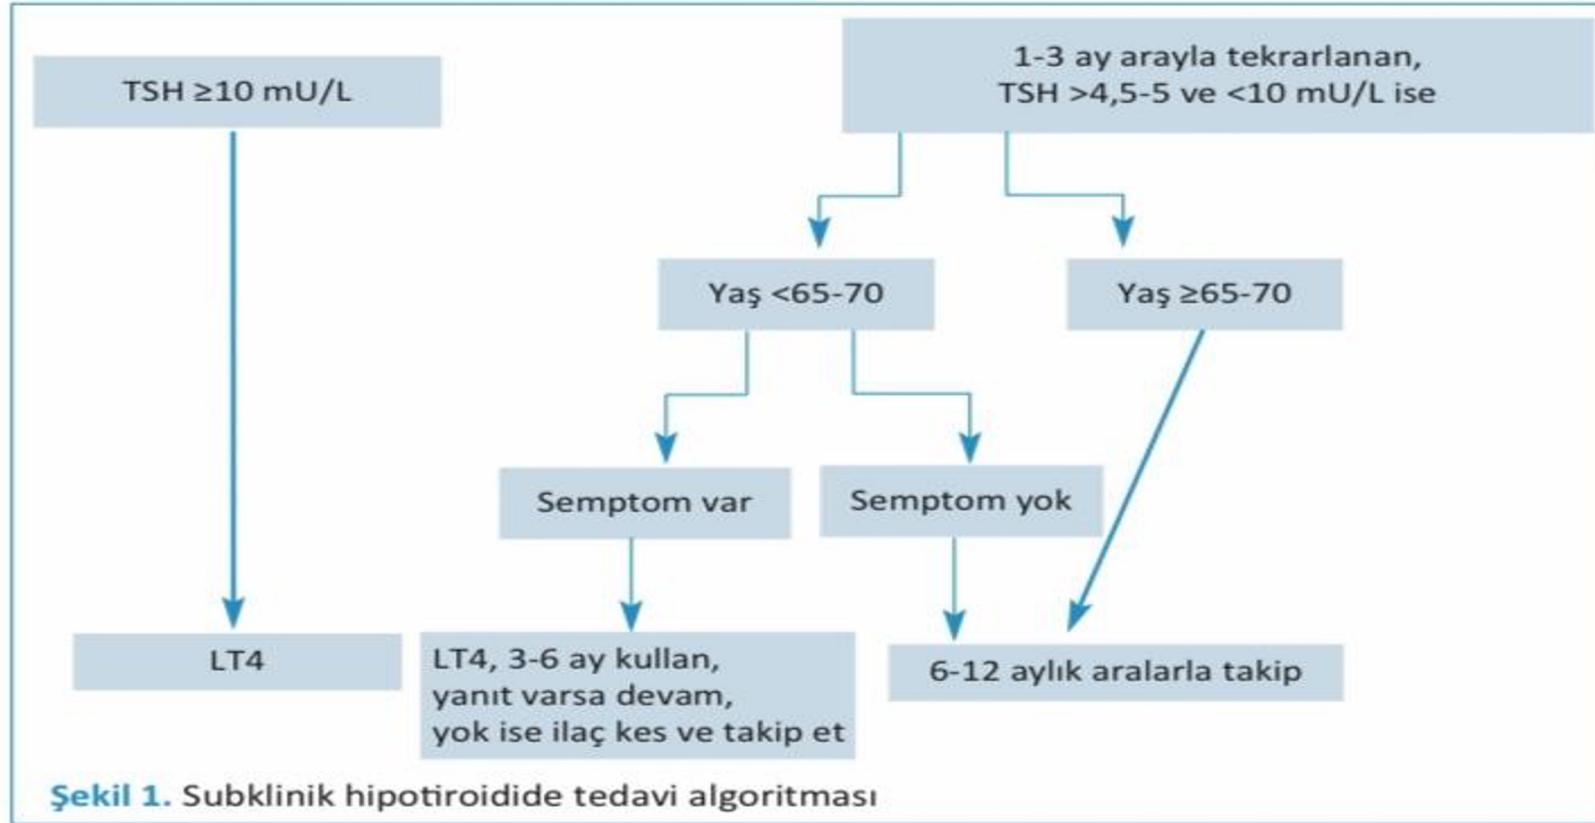 TSH ≥10 mU/L
1-3 ay arayla tekrarlanan,
TSH >4,5-5 ve <10 mU/L ise
Yaş <65-70
Yaş ≥65-70
Semptom var
Semptom yok
LT4
LT4, 3-6 ay kullan,
yanıt varsa devam,
yok ise ilaç kes ve takip et
6-12 aylık aralarla takip
Şekil 1. Subklinik hipotiroidide tedavi algoritması